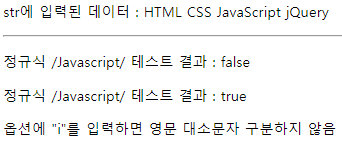 str에 입력된 데이터 : HTML CSS JavaScript jQuery
정규식 /Javascript/ 테스트 결과 : false
정규식 /Javascript/ 테스트 결과 : true
옵션에 "i"를 입력하면 영문 대소문자 구분하지 않음